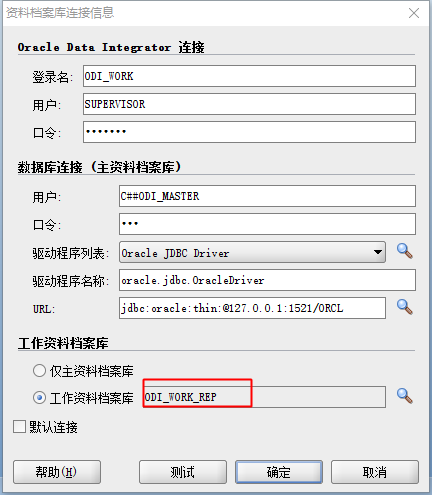 资料档案库连接信息
Oracle Data Integrator 连接
登录名: ODI_WORK
用户: SUPERVISOR
口令: •••••••
数据库连接 (主资料档案库)
用户: C##ODI_MASTER
口令: •••
驱动程序列表: Oracle JDBC Driver
驱动程序名称: oracle.jdbc.OracleDriver
URL: jdbc:oracle:thin:@127.0.0.1:1521/ORCL
工作资料档案库
仅主资料档案库
工作资料档案库 ODI_WORK_REP
默认连接
帮助(H) 测试 确定 取消